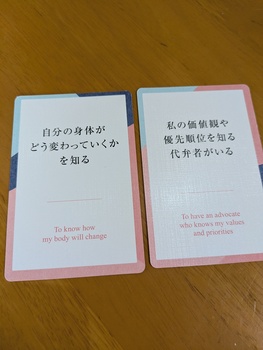 自分の身体が
どう変わっていくか
を知る
To know how
my body will change
私の価値観や
優先順位を知る
代弁者がいる
To have an advocate
who knows my values
and priorities